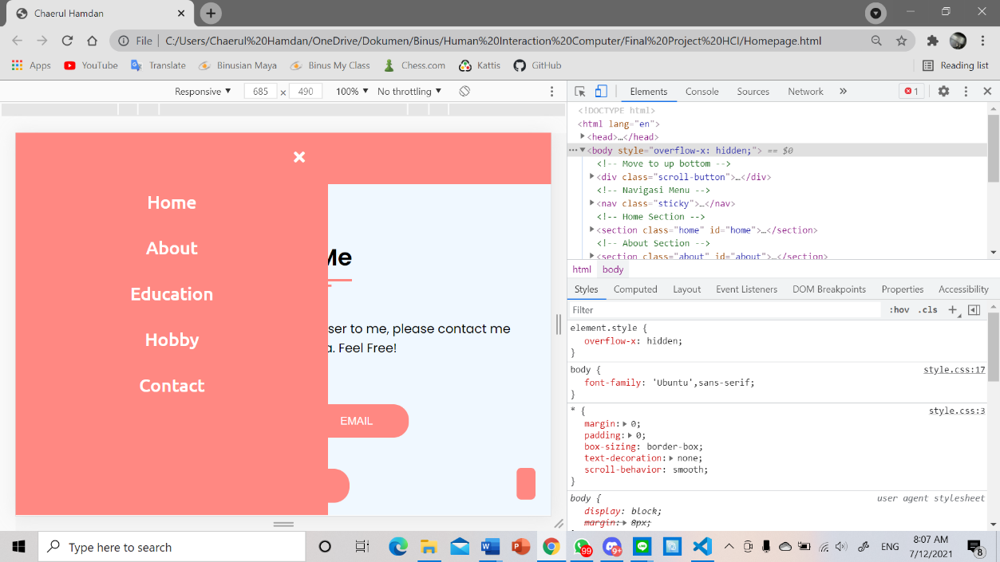 Chaerul Hamdan
File C:/Users/Chaerul%20Hamdan/OneDrive/Dokumen/Binus/Human%20Interaction%20Computer/Final%20Project%20HCI/Homepage.html
Apps YouTube Translate Binusian Maya Binus My Class Chess.com Kattis GitHub Reading list
Responsive 685 × 490 100% No throttling
Elements Console Sources Network » 1
Home
About
Education
Hobby
Contact
Me
ser to me, please contact me
a. Feel Free!
EMAIL
<!DOCTYPE html>
<html lang="en">
<head>…</head>
<body style="overflow-x: hidden;"> == $0
<!-- Move to up bottom -->
<div class="scroll-button">…</div>
<!-- Navigasi Menu -->
<nav class="sticky">…</nav>
<!-- Home Section -->
<section class="home" id="home">…</section>
<!-- About Section -->
<section class="about" id="about">…</section>
html body
Styles Computed Layout Event Listeners DOM Breakpoints Properties Accessibility
Filter :hov .cls +
element.style {
overflow-x: hidden;
}
body { style.css:17
font-family: 'Ubuntu',sans-serif;
}
* { style.css:3
margin: 0;
padding: 0;
box-sizing: border-box;
text-decoration: none;
scroll-behavior: smooth;
}
body { user agent stylesheet
display: block;
margin: 8px;
Type here to search
99
9+
ENG
8:07 AM
7/12/2021
8